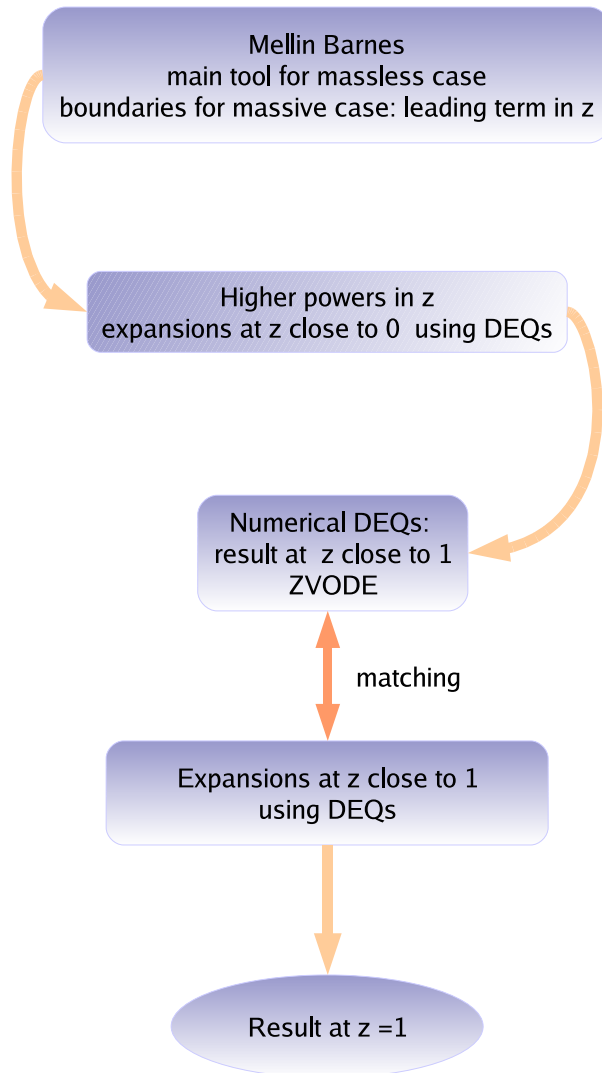 Mellin Barnes
main tool for massless case
boundaries for massive case: leading term in z
Higher powers in z
expansions at z close to 0 using DEQs
Numerical DEQs:
result at z close to 1
ZVODE
matching
Expansions at z close to 1
using DEQs
Result at z =1